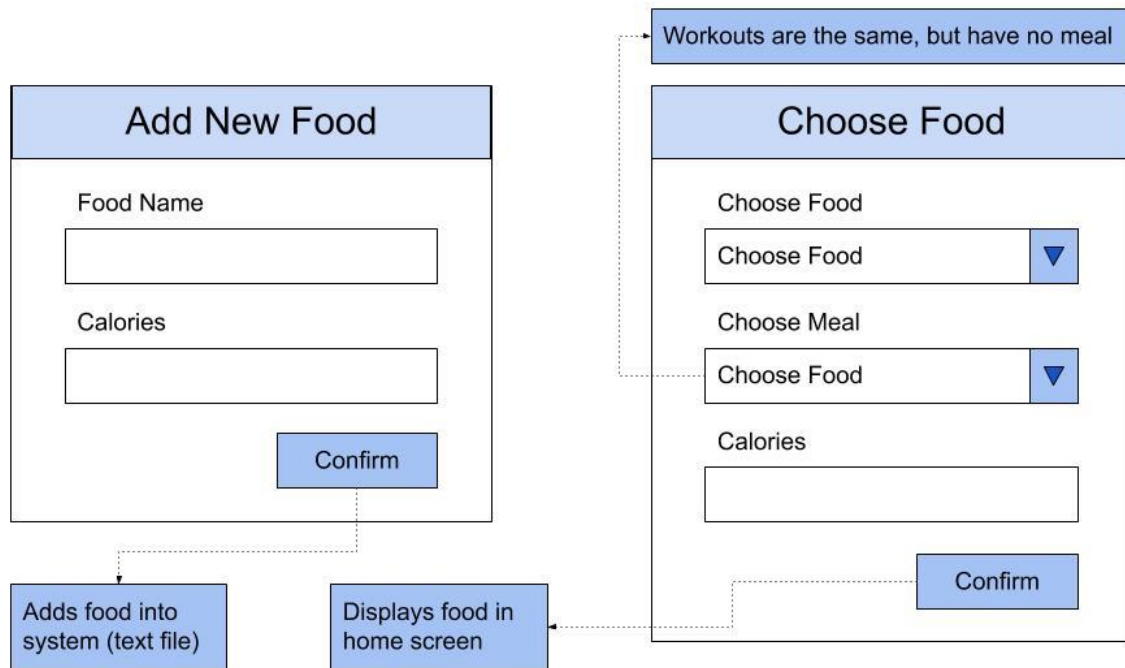 Workouts are the same, but have no meal
Add New Food
Food Name
Calories
Confirm
Adds food into
system (text file)
Displays food in
home screen
Choose Food
Choose Food
Choose Food
Choose Meal
Choose Food
Calories
Confirm